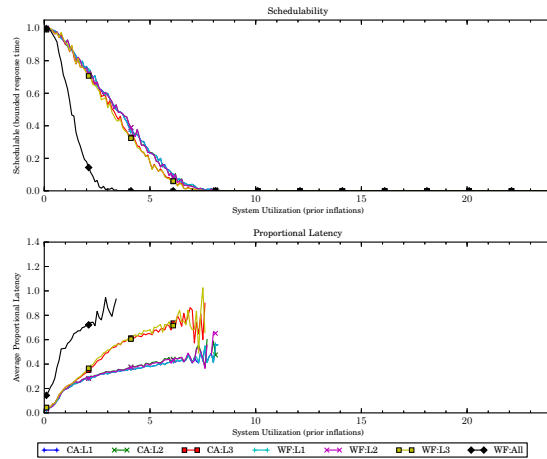 Schedulability
Schedulable (bounded response time)
1.0
0.8
0.6
0.4
0.2
0.0
0 5 10 15 20
System Utilization (prior inflations)
Proportional Latency
Average Proportional Latency
1.4
1.2
1.0
0.8
0.6
0.4
0.2
0.0
0 5 10 15 20
System Utilization (prior inflations)
CA:L1 CA:L2 CA:L3 WF:L1 WF:L2 WF:L3 WF:All